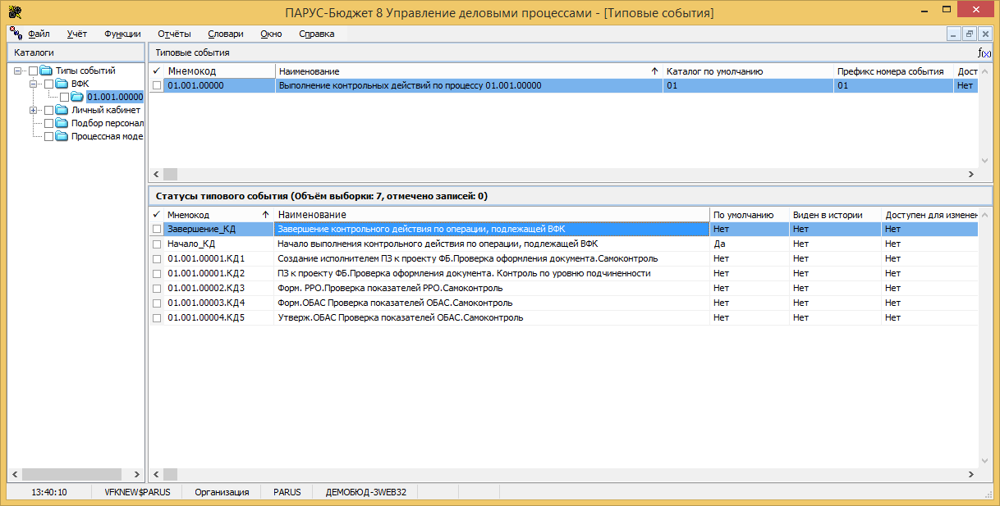 ПАРУС-Бюджет 8 Управление деловыми процессами - [Типовые события]
Файл Учёт Функции Отчёты Словари Окно Справка
Каталоги
Типы событий
ВФК
01.001.00000
Личный кабинет
Подбор персонал
Процессная моде
Типовые события
f(x)
Мнемокод Наименование Каталог по умолчанию Префикс номера события Дост
01.001.00000 Выполнение контрольных действий по процессу 01.001.00000 01 01 Нет
Статусы типового события (Объём выборки: 7, отмечено записей: 0)
Мнемокод Наименование По умолчанию Виден в истории Доступен для изменен
Завершение_КД Завершение контрольного действия по операции, подлежащей ВФК Нет Нет Нет
Начало_КД Начало выполнения контрольного действия по операции, подлежащей ВФК Да Нет Нет
01.001.00001.КД1 Создание исполнителем ПЗ к проекту ФБ.Проверка оформления документа.Самоконтроль Нет Нет Нет
01.001.00001.КД2 ПЗ к проекту ФБ.Проверка оформления документа. Контроль по уровню подчиненности Нет Нет Нет
01.001.00002.КД3 Форм. РРО.Проверка показателей РРО.Самоконтроль Нет Нет Нет
01.001.00003.КД4 Форм.ОБАС Проверка показателей ОБАС.Самоконтроль Нет Нет Нет
01.001.00004.КД5 Утверж.ОБАС Проверка показателей ОБАС.Самоконтроль Нет Нет Нет
13:40:10 VFKNEW$PARUS Организация PARUS ДЕМОБЮД-3WEB32